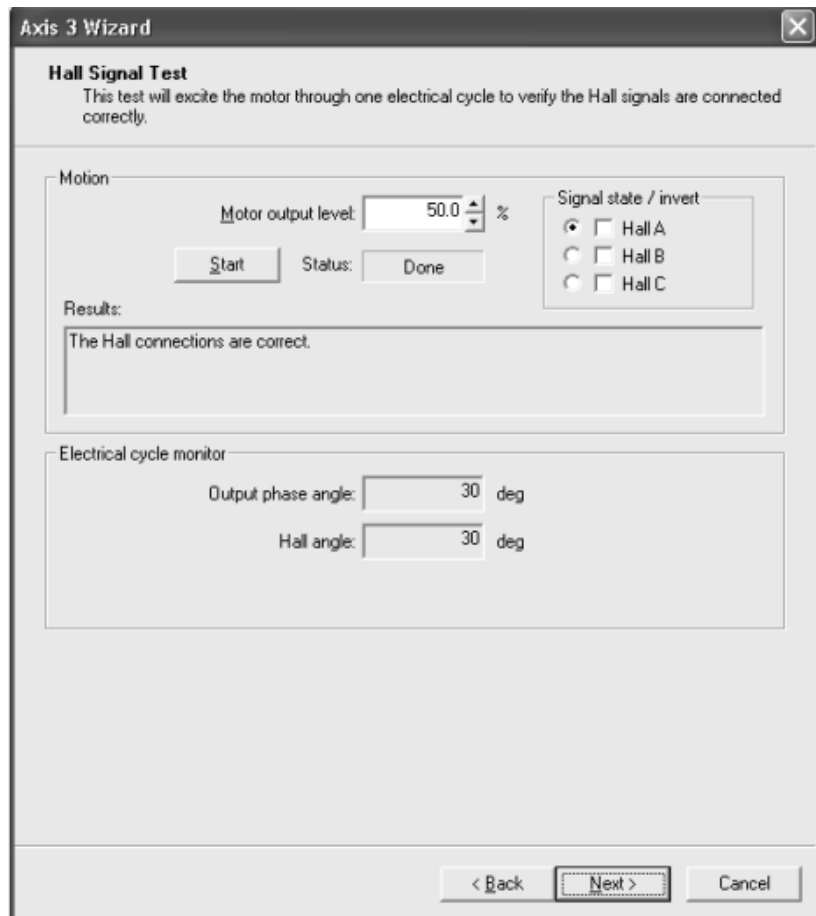 Axis 3 Wizard
Hall Signal Test
This test will excite the motor through one electrical cycle to verify the Hall signals are connected
correctly.
Motion
Motor output level: 50.0 %
Signal state / invert
Hall A
Hall B
Hall C
Start Status: Done
Results:
The Hall connections are correct.
Electrical cycle monitor
Output phase angle: 30 deg
Hall angle: 30 deg
< Back Next > Cancel